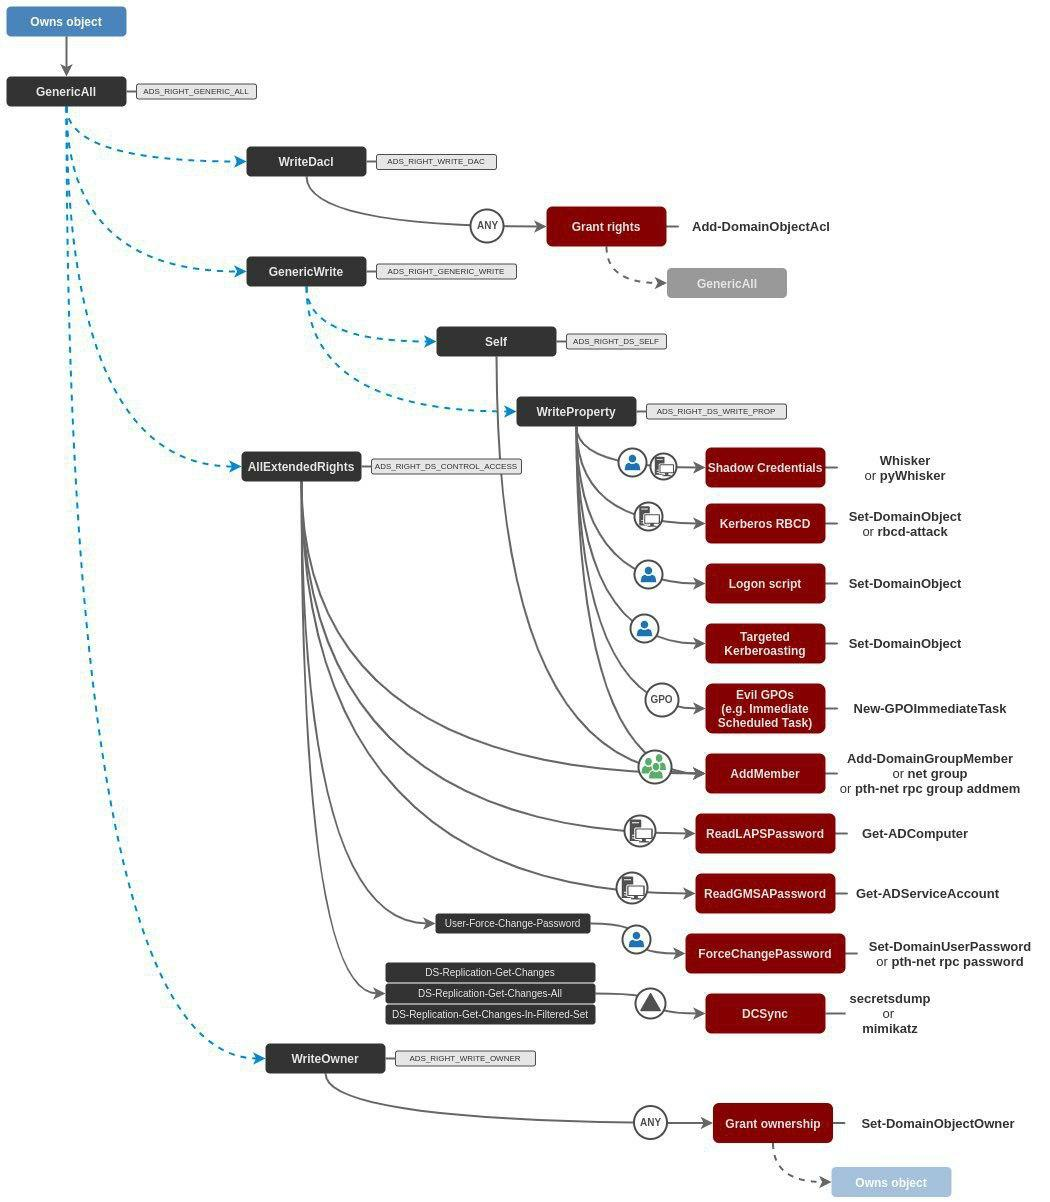 Owns object
GenericAll
ADS_RIGHT_GENERIC_ALL
WriteDacl
ADS_RIGHT_WRITE_DAC
ANY
Grant rights
Add-DomainObjectAcl
GenericWrite
ADS_RIGHT_GENERIC_WRITE
GenericAll
Self
ADS_RIGHT_DS_SELF
WriteProperty
ADS_RIGHT_DS_WRITE_PROP
AllExtendedRights
ADS_RIGHT_DS_CONTROL_ACCESS
Shadow Credentials
Whisker
or pyWhisker
Kerberos RBCD
Set-DomainObject
or rbcd-attack
Logon script
Set-DomainObject
Targeted
Kerberoasting
Set-DomainObject
GPO
Evil GPOs
(e.g. Immediate
Scheduled Task)
New-GPOImmediateTask
AddMember
Add-DomainGroupMember
or net group
or pth-net rpc group addmem
ReadLAPSPassword
Get-ADComputer
ReadGMSAPassword
Get-ADServiceAccount
User-Force-Change-Password
ForceChangePassword
Set-DomainUserPassword
or pth-net rpc password
DS-Replication-Get-Changes
DS-Replication-Get-Changes-All
DS-Replication-Get-Changes-In-Filtered-Set
DCSync
secretsdump
or
mimikatz
WriteOwner
ADS_RIGHT_WRITE_OWNER
ANY
Grant ownership
Set-DomainObjectOwner
Owns object